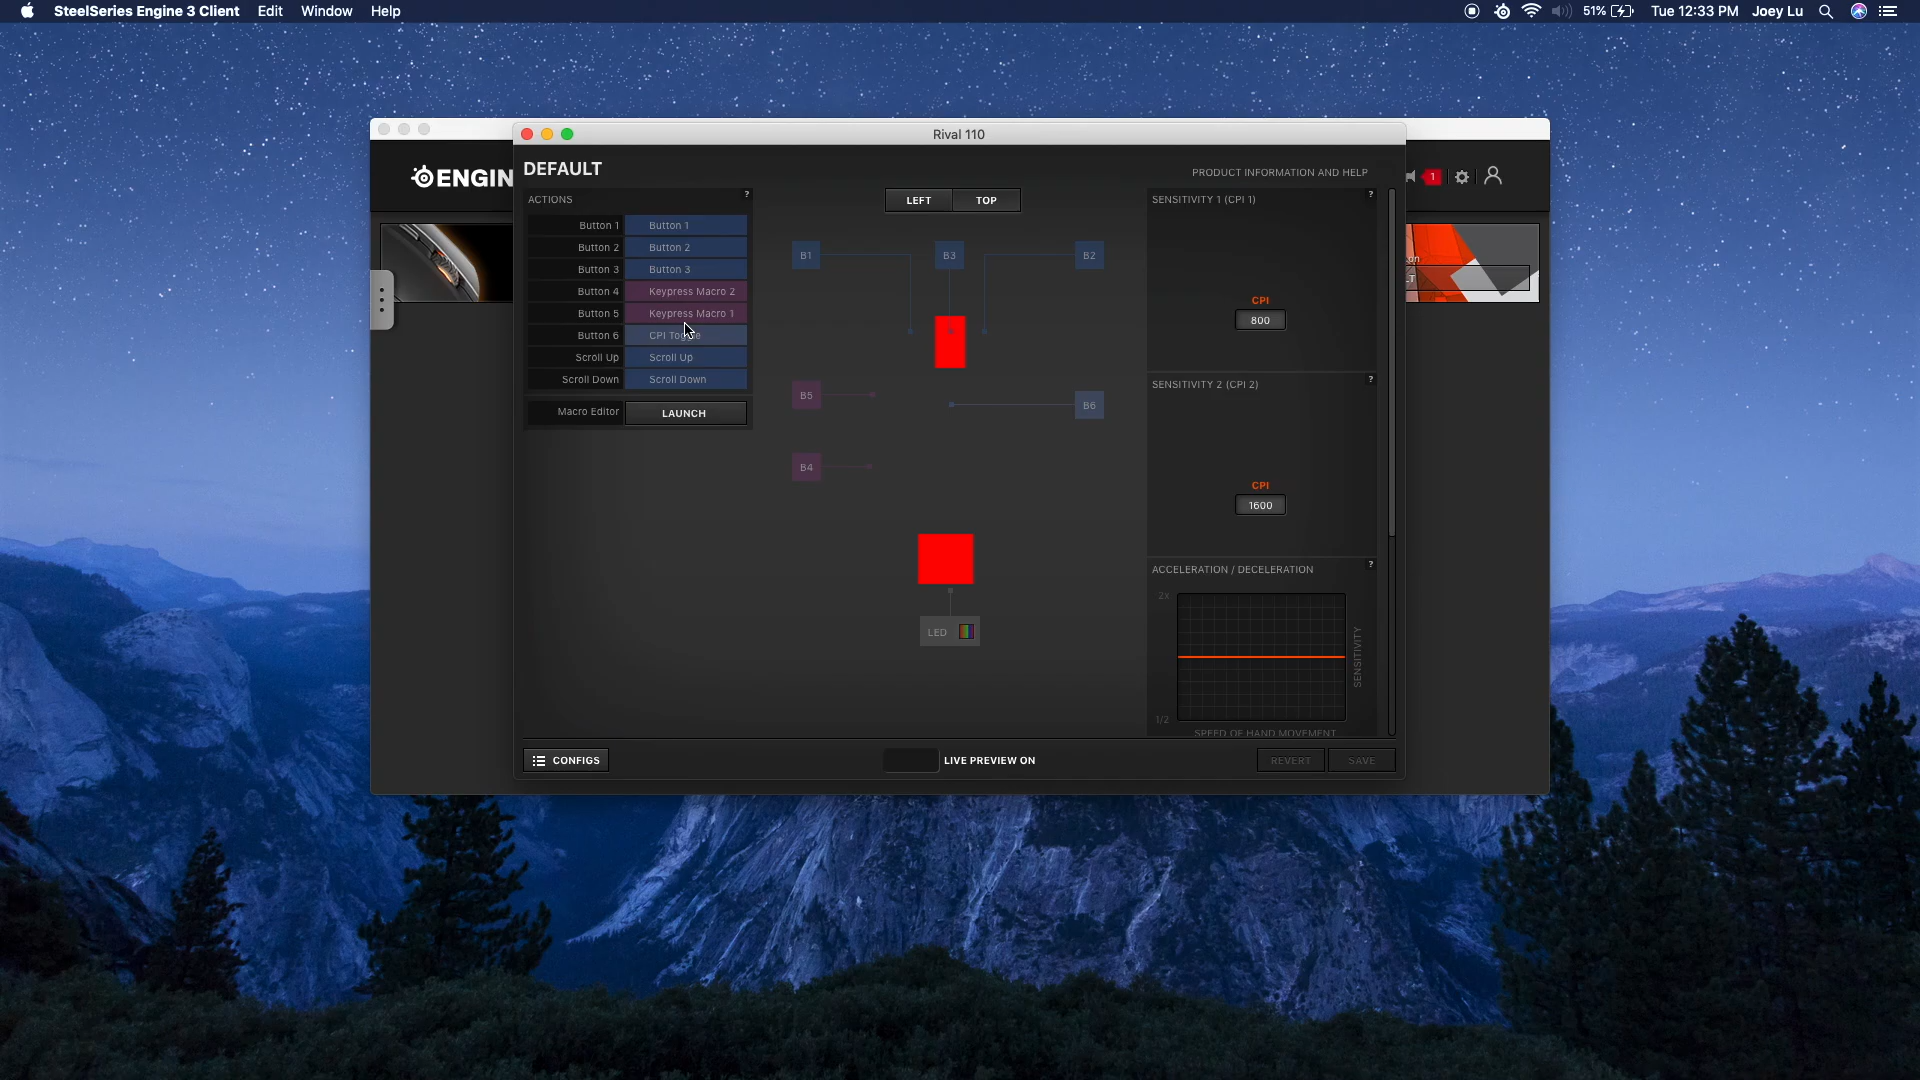 SteelSeries Engine 3 Client Edit Window Help
51% Tue 12:33 PM Joey Lu
Rival 110
ENGIN
1
DEFAULT
PRODUCT INFORMATION AND HELP
ACTIONS ?
LEFT TOP
Button 1 Button 1
Button 2 Button 2
Button 3 Button 3
Button 4 Keypress Macro 2
Button 5 Keypress Macro 1
Button 6 CPI Toggle
Scroll Up Scroll Up
Scroll Down Scroll Down
Macro Editor LAUNCH
B1 B3 B2
B5
B6
B4
LED
SENSITIVITY 1 (CPI 1) ?
CPI
800
SENSITIVITY 2 (CPI 2) ?
CPI
1600
ACCELERATION / DECELERATION ?
2x
SENSITIVITY
1/2
SPEED OF HAND MOVEMENT
on
LT
CONFIGS
LIVE PREVIEW ON
REVERT SAVE